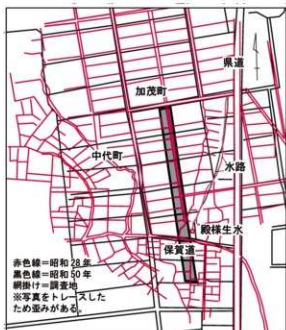 県道
加茂町
中代町
水路
殿様生水
保賀道
赤色線＝昭和28年
黒色線＝昭和50年
網掛け＝調査地
※写真をトレースした
ため歪みがある。